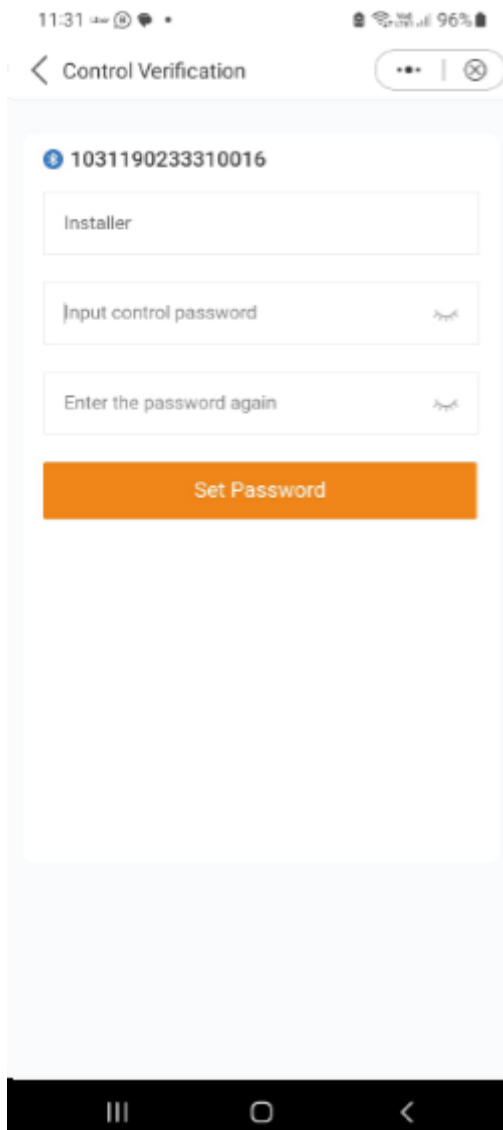 11:31 96%
Control Verification
1031190233310016
Installer
Input control password
Enter the password again
Set Password